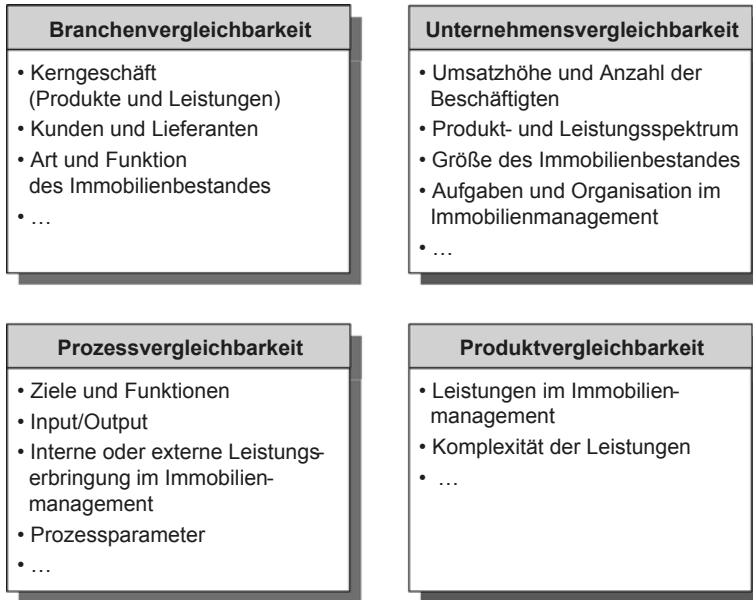 Branchenvergleichbarkeit
• Kerngeschäft
(Produkte und Leistungen)
• Kunden und Lieferanten
• Art und Funktion
des Immobilienbestandes
• …
Unternehmensvergleichbarkeit
• Umsatzhöhe und Anzahl der
Beschäftigten
• Produkt- und Leistungsspektrum
• Größe des Immobilienbestandes
• Aufgaben und Organisation im
Immobilienmanagement
• …
Prozessvergleichbarkeit
• Ziele und Funktionen
• Input/Output
• Interne oder externe Leistungs-
erbringung im Immobilien-
management
• Prozessparameter
• …
Produktvergleichbarkeit
• Leistungen im Immobilien-
management
• Komplexität der Leistungen
• …